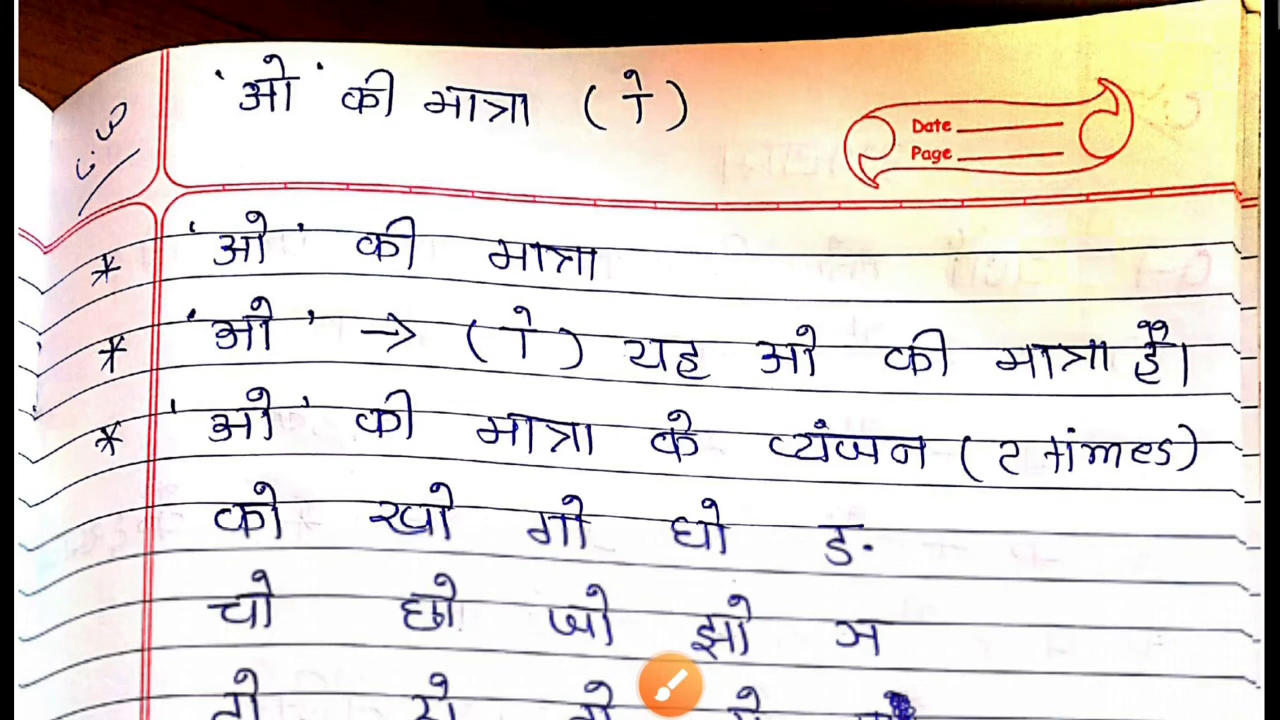 'ओ' की मात्रा ( ो )
Date
Page
* 'ओ' की मात्रा
* 'ओ' → ( ो ) यह ओ की मात्रा हैं।
* 'ओ' की मात्रा के व्यंजन ( 2 times )
को खो गो घो ङ
चो छो जो झो ञ